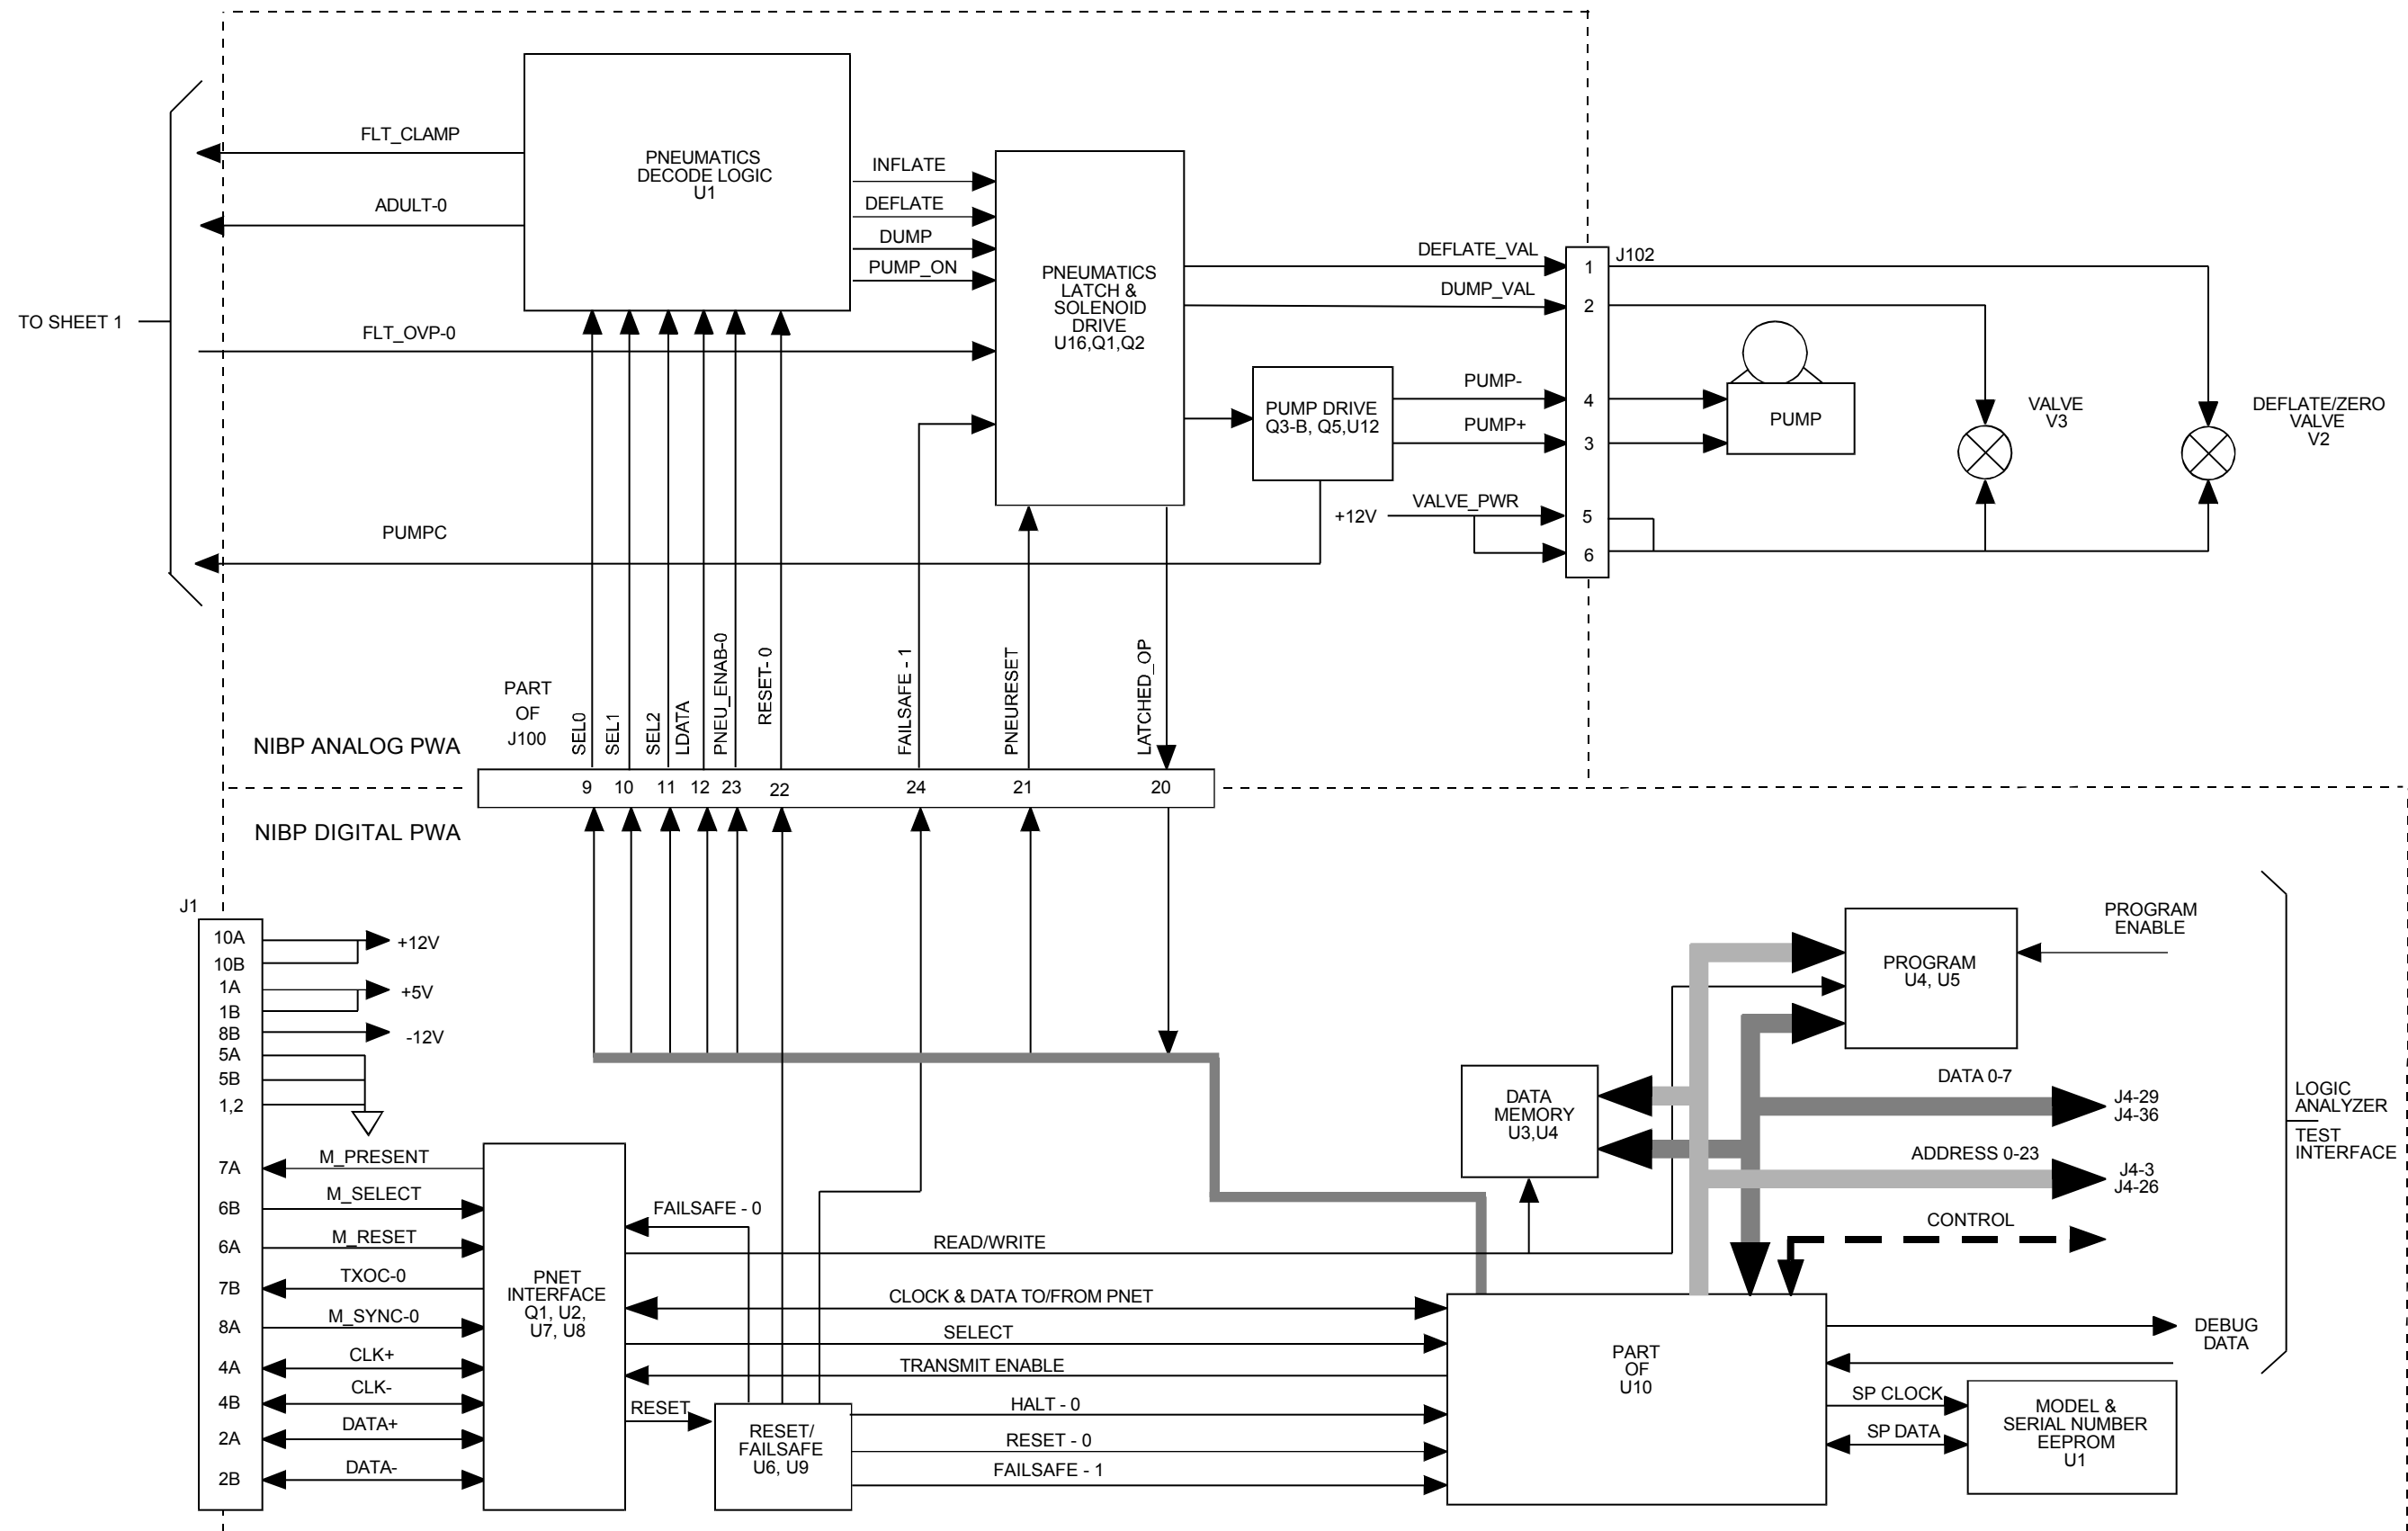 FLT_CLAMP
ADULT-0
TO SHEET 1
FLT_OVP-0
PUMPC
PNEUMATICS
DECODE LOGIC
U1
INFLATE
DEFLATE
DUMP
PUMP_ON
PNEUMATICS
LATCH &
SOLENOID
DRIVE
U16,Q1,Q2
DEFLATE_VAL
DUMP_VAL
PUMP DRIVE
Q3-B, Q5,U12
PUMP-
PUMP+
+12V
VALVE_PWR
J102
1
2
4
3
5
6
PUMP
VALVE
V3
DEFLATE/ZERO
VALVE
V2
PART
OF
J100
SEL0
SEL1
SEL2
LDATA
PNEU_ENAB-0
RESET- 0
FAILSAFE - 1
PNEURESET
LATCHED_OP
NIBP ANALOG PWA
9
10
11
12
23
22
24
21
20
NIBP DIGITAL PWA
J1
10A
10B
1A
1B
8B
5A
5B
1,2
7A
6B
6A
7B
8A
4A
4B
2A
2B
+12V
+5V
-12V
M_PRESENT
M_SELECT
M_RESET
TXOC-0
M_SYNC-0
CLK+
CLK-
DATA+
DATA-
PNET
INTERFACE
Q1, U2,
U7, U8
FAILSAFE - 0
READ/WRITE
CLOCK & DATA TO/FROM PNET
SELECT
TRANSMIT ENABLE
RESET
RESET/
FAILSAFE
U6, U9
HALT - 0
RESET - 0
FAILSAFE - 1
DATA
MEMORY
U3,U4
PROGRAM
U4, U5
PROGRAM
ENABLE
DATA 0-7
J4-29
J4-36
ADDRESS 0-23
J4-3
J4-26
CONTROL
LOGIC
ANALYZER
TEST
INTERFACE
PART
OF
U10
DEBUG
DATA
SP CLOCK
SP DATA
MODEL &
SERIAL NUMBER
EEPROM
U1